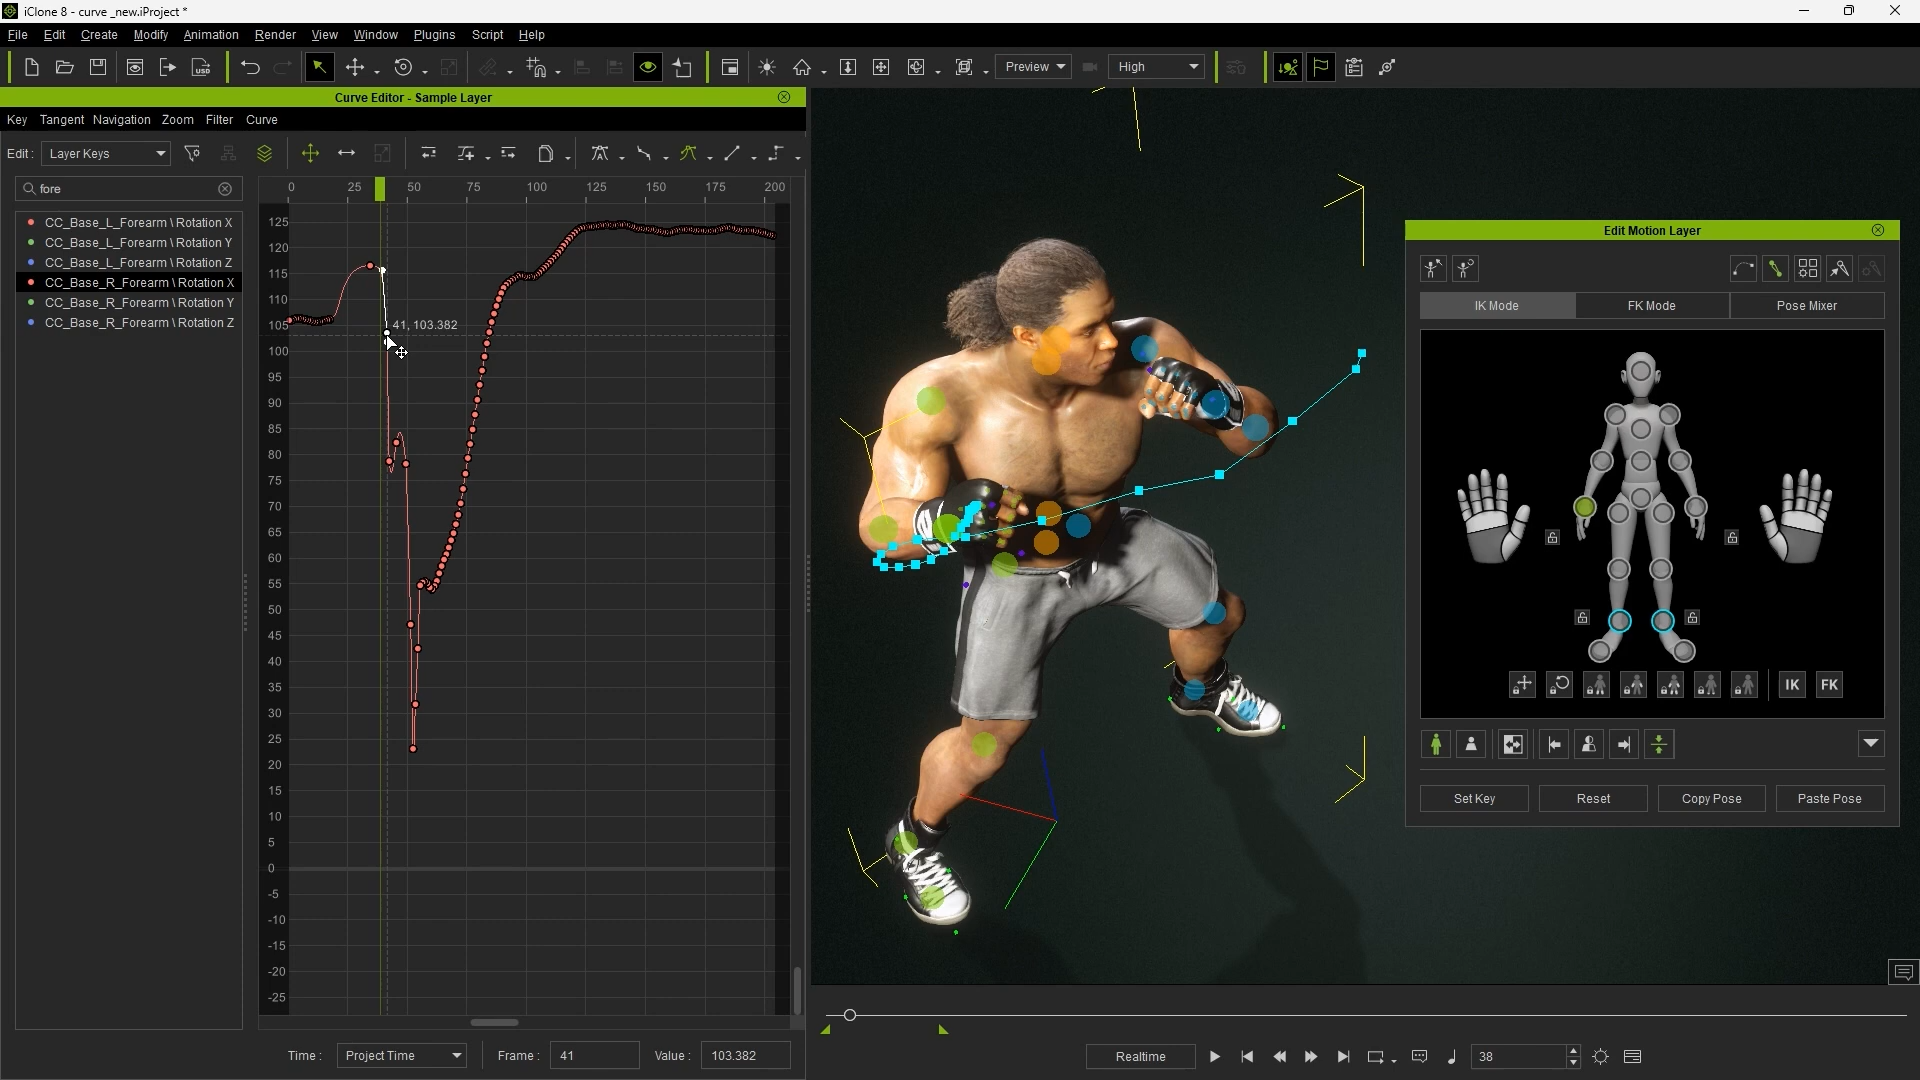 iClone 8 - curve _new.iProject *
File Edit Create Modify Animation Render View Window Plugins Script Help
USD Preview High
Curve Editor - Sample Layer
Key Tangent Navigation Zoom Filter Curve
Edit : Layer Keys
fore
0 25 50 75 100 125 150 175 200
CC_Base_L_Forearm \ Rotation X
CC_Base_L_Forearm \ Rotation Y
CC_Base_L_Forearm \ Rotation Z
CC_Base_R_Forearm \ Rotation X
CC_Base_R_Forearm \ Rotation Y
CC_Base_R_Forearm \ Rotation Z
125
120
115
110
105
100
95
90
85
80
75
70
65
60
55
50
45
40
35
30
25
20
15
10
5
0
-5
-10
-15
-20
-25
41, 103.382
Time : Project Time Frame : 41 Value : 103.382
Edit Motion Layer
IK Mode FK Mode Pose Mixer
IK FK
Set Key Reset Copy Pose Paste Pose
Realtime 38